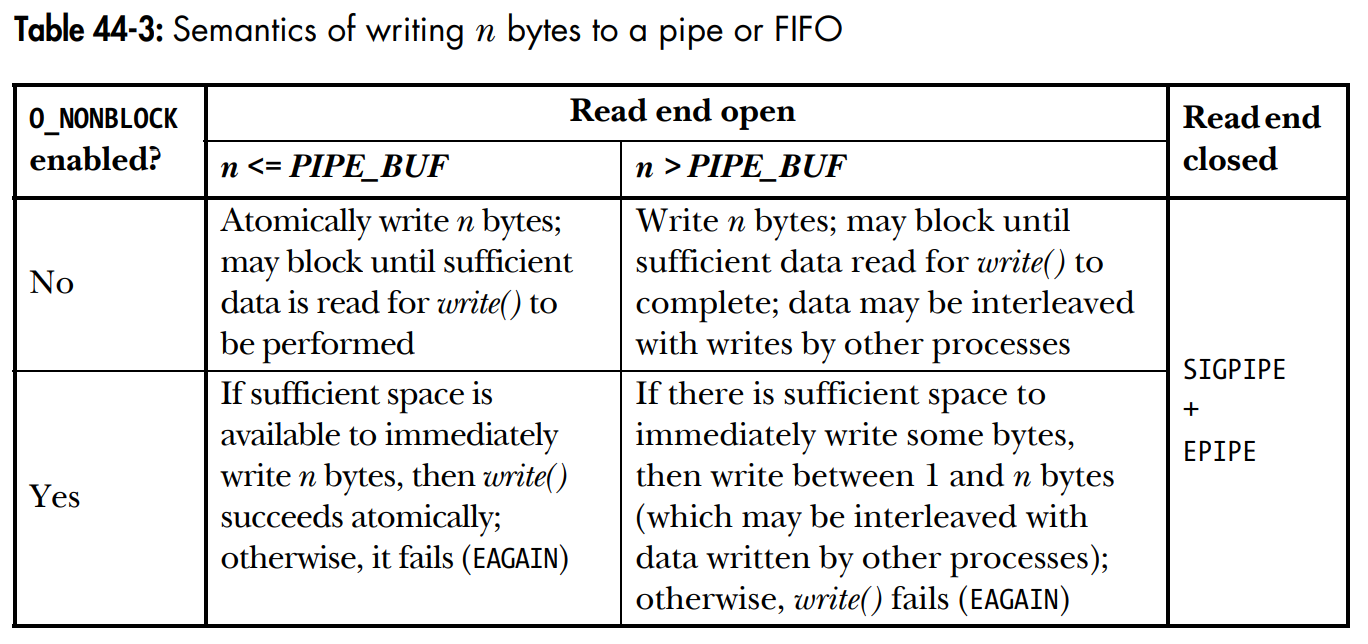 Table 44-3: Semantics of writing n bytes to a pipe or FIFO
O_NONBLOCK
enabled?
Read end open
Read end
closed
n <= PIPE_BUF
n > PIPE_BUF
No
Atomically write n bytes;
may block until sufficient
data is read for write() to
be performed
Write n bytes; may block until
sufficient data read for write() to
complete; data may be interleaved
with writes by other processes
SIGPIPE
+
EPIPE
Yes
If sufficient space is
available to immediately
write n bytes, then write()
succeeds atomically;
otherwise, it fails (EAGAIN)
If there is sufficient space to
immediately write some bytes,
then write between 1 and n bytes
(which may be interleaved with
data written by other processes);
otherwise, write() fails (EAGAIN)